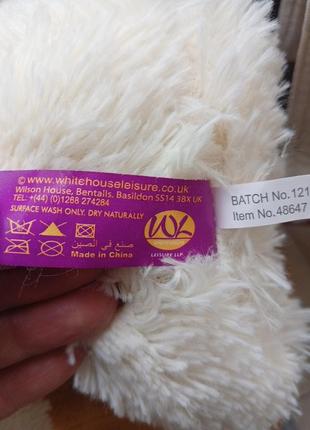 ©www.whitehouseleisure.co.uk
Wilson House, Bentalls, Basildon SS14 3BX UK
TEL: +(44) (0)1268 274284
SURFACE WASH ONLY. DRY NATURALLY
صنع في الصين
Made in China
LEISURE LLP
BATCH No.121
Item No.48647